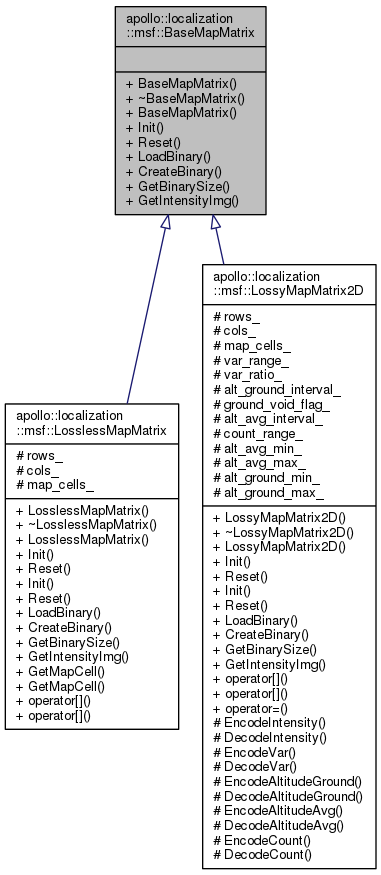 apollo::localization
::msf::BaseMapMatrix
+ BaseMapMatrix()
+ ~BaseMapMatrix()
+ BaseMapMatrix()
+ Init()
+ Reset()
+ LoadBinary()
+ CreateBinary()
+ GetBinarySize()
+ GetIntensityImg()
apollo::localization
::msf::LosslessMapMatrix
# rows_
# cols_
# map_cells_
+ LosslessMapMatrix()
+ ~LosslessMapMatrix()
+ LosslessMapMatrix()
+ Init()
+ Reset()
+ Init()
+ Reset()
+ LoadBinary()
+ CreateBinary()
+ GetBinarySize()
+ GetIntensityImg()
+ GetMapCell()
+ GetMapCell()
+ operator[]()
+ operator[]()
apollo::localization
::msf::LossyMapMatrix2D
# rows_
# cols_
# map_cells_
# var_range_
# var_ratio_
# alt_ground_interval_
# ground_void_flag_
# alt_avg_interval_
# count_range_
# alt_avg_min_
# alt_avg_max_
# alt_ground_min_
# alt_ground_max_
+ LossyMapMatrix2D()
+ ~LossyMapMatrix2D()
+ LossyMapMatrix2D()
+ Init()
+ Reset()
+ Init()
+ Reset()
+ LoadBinary()
+ CreateBinary()
+ GetBinarySize()
+ GetIntensityImg()
+ operator[]()
+ operator[]()
+ operator=()
# EncodeIntensity()
# DecodeIntensity()
# EncodeVar()
# DecodeVar()
# EncodeAltitudeGround()
# DecodeAltitudeGround()
# EncodeAltitudeAvg()
# DecodeAltitudeAvg()
# EncodeCount()
# DecodeCount()